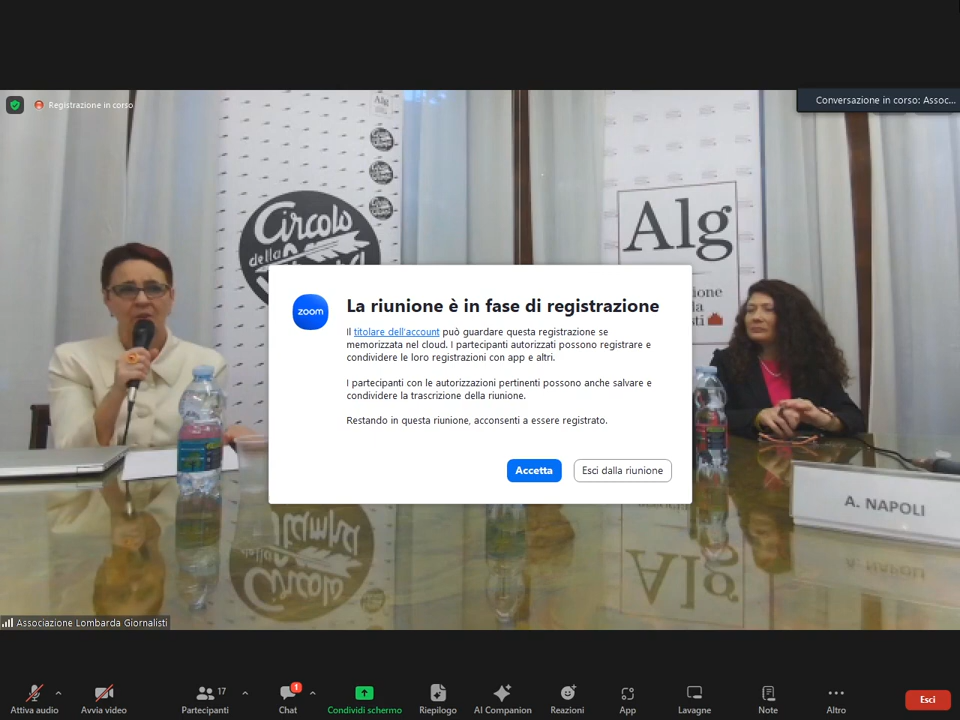 Registrazione in corso
Conversazione in corso: Assoc...
Alg
Circolo
della
Alg
zoom
La riunione è in fase di registrazione
Il titolare dell'account può guardare questa registrazione se
memorizzata nel cloud. I partecipanti autorizzati possono registrare e
condividere le loro registrazioni con app e altri.
I partecipanti con le autorizzazioni pertinenti possono anche salvare e
condividere la trascrizione della riunione.
Restando in questa riunione, acconsenti a essere registrato.
Accetta
Esci dalla riunione
A. NAPOLI
Associazione Lombarda Giornalisti
17
1
Attiva audio
Avvia video
Partecipanti
Chat
Condividi schermo
Riepilogo
AI Companion
Reazioni
App
Lavagne
Note
Altro
Esci